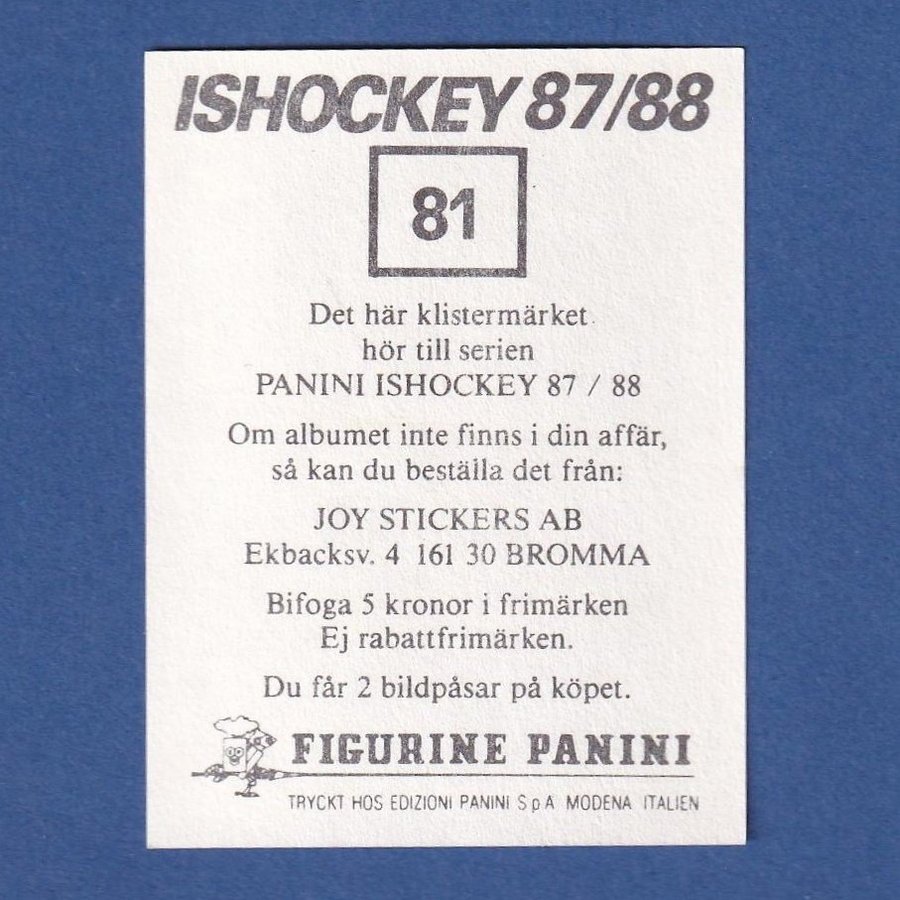 ISHOCKEY 87/88
81
Det här klistermärket
hör till serien
PANINI ISHOCKEY 87 / 88
Om albumet inte finns i din affär,
så kan du beställa det från:
JOY STICKERS AB
Ekbacksv. 4 161 30 BROMMA
Bifoga 5 kronor i frimärken
Ej rabattfrimärken.
Du får 2 bildpåsar på köpet.
FIGURINE PANINI
TRYCKT HOS EDIZIONI PANINI S p A MODENA ITALIEN